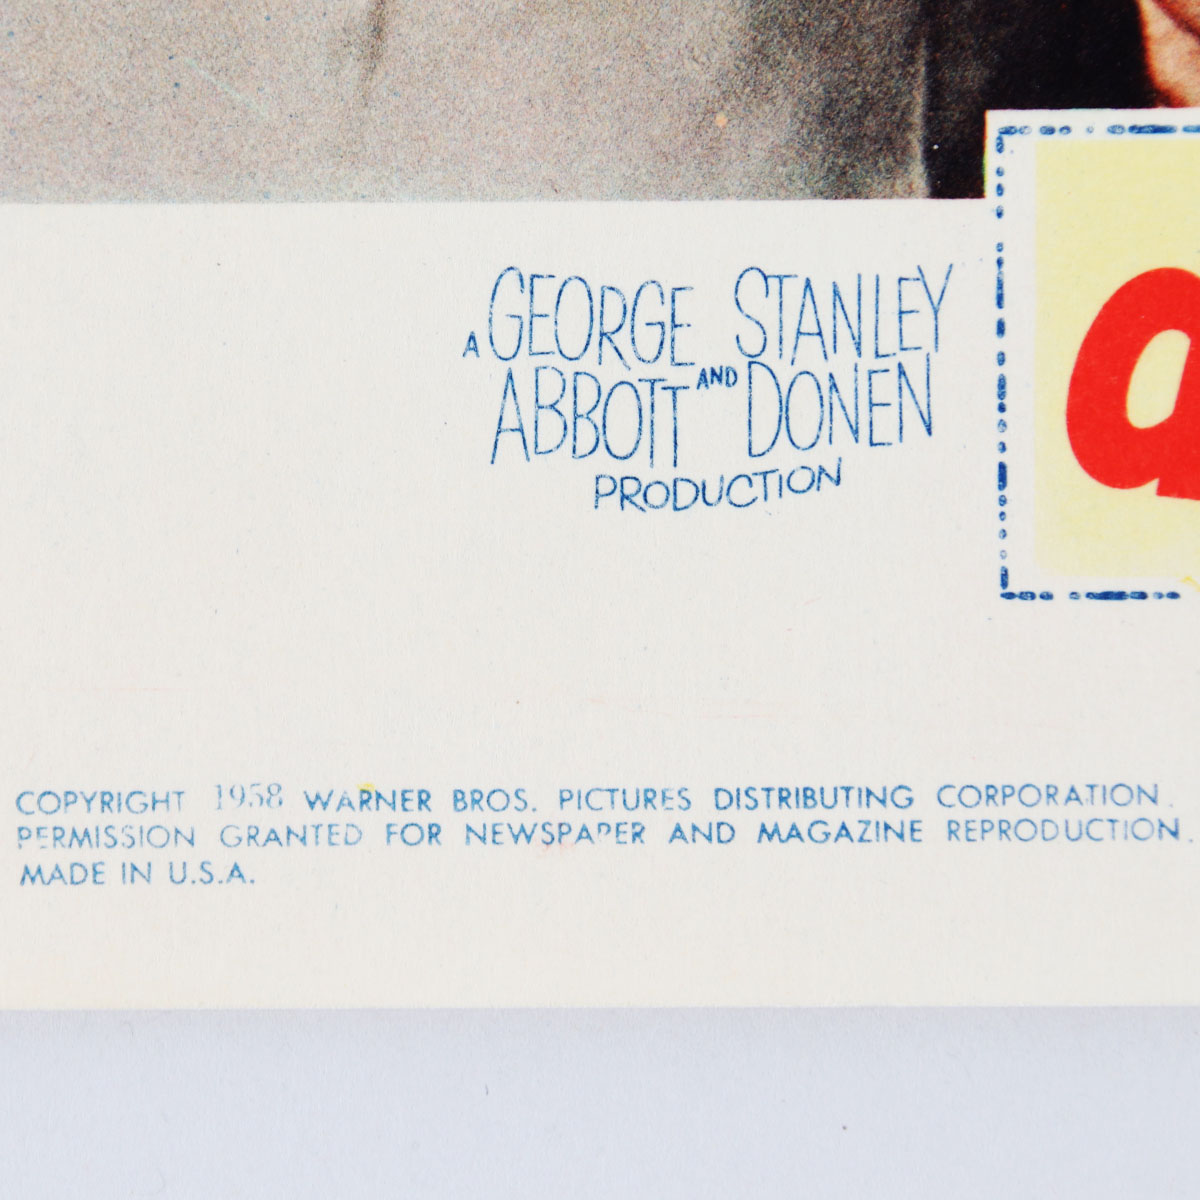 A GEORGE STANLEY
ABBOTT AND DONEN
PRODUCTION
COPYRIGHT 1958 WARNER BROS. PICTURES DISTRIBUTING CORPORATION.
PERMISSION GRANTED FOR NEWSPAPER AND MAGAZINE REPRODUCTION.
MADE IN U.S.A.